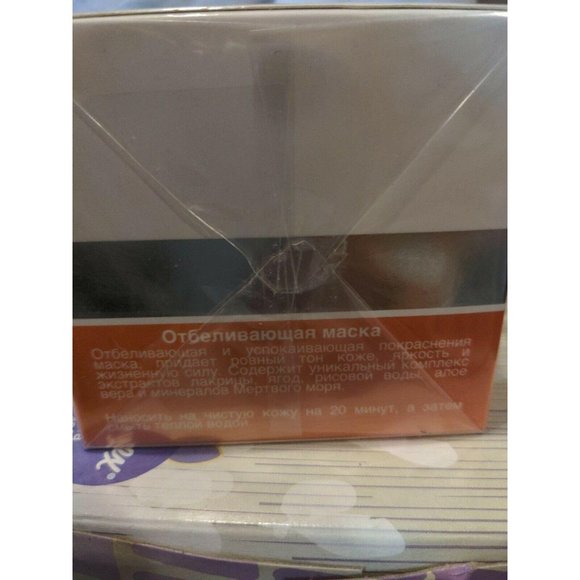 Отбеливающая маска
Отбеливающая и успокаивающая покраснения
маска, придает ровный тон коже, яркость и
жизненную силу. Содержит уникальный комплекс
экстрактов лакрицы, ягод, рисовой воды, алое
вера и минералов Мертвого моря.
Наносить на чистую кожу на 20 минут, а затем
смыть теплой водой.